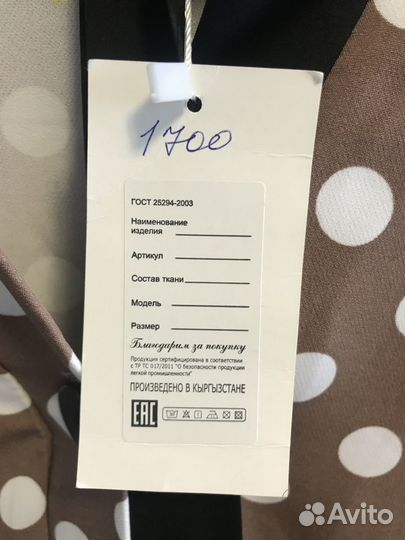 1700
ГОСТ 25294-2003
Наименование
изделия
Артикул
Состав ткани
Модель
Размер
Благодарим за покупку
Продукция сертифицирована в соответствии
с ТР ТС 017/2011 "О безопасности продукции
легкой промышленности"
ПРОИЗВЕДЕНО В КЫРГЫЗСТАНЕ
EAC
Avito